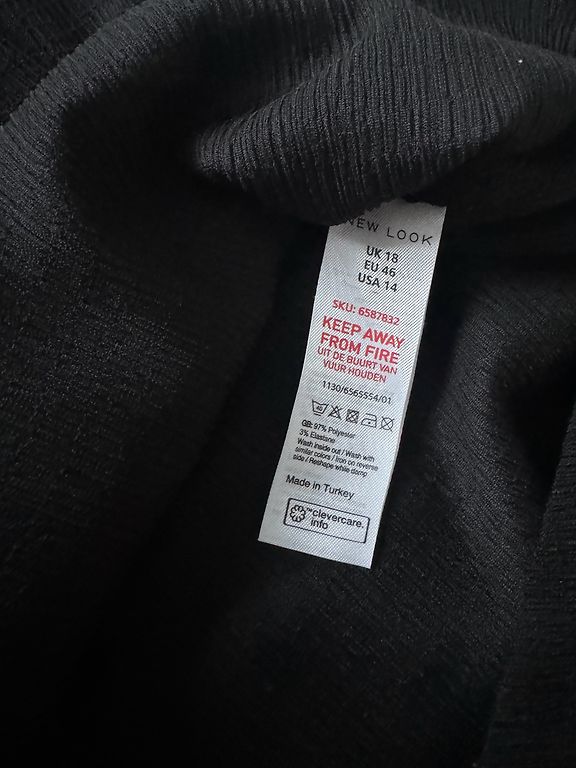 NEW LOOK
UK 18
EU 46
USA 14
SKU: 6587832
KEEP AWAY
FROM FIRE
UIT DE BUURT VAN
VUUR HOUDEN
1130/6565554/01
40
GB: 97% Polyester
3% Elastane
Wash inside out / Wash with
similar colors / Iron on reverse
side / Reshape while damp
Made in Turkey
™clevercare.
info